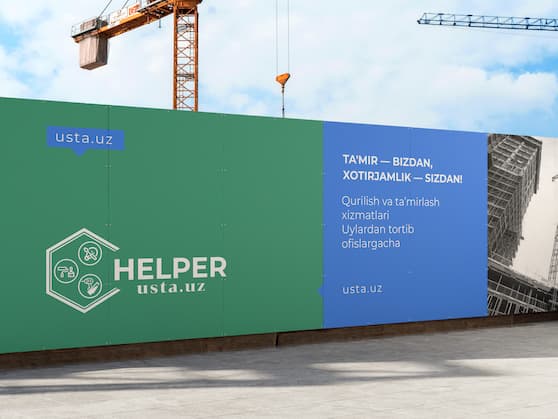 usta.uz
HELPER
usta.uz
TA'MIR — BIZDAN,
XOTIRJAMLIK — SIZDAN!
Qurilish va ta'mirlash
xizmatlari
Uylardan tortib
ofislargacha
usta.uz